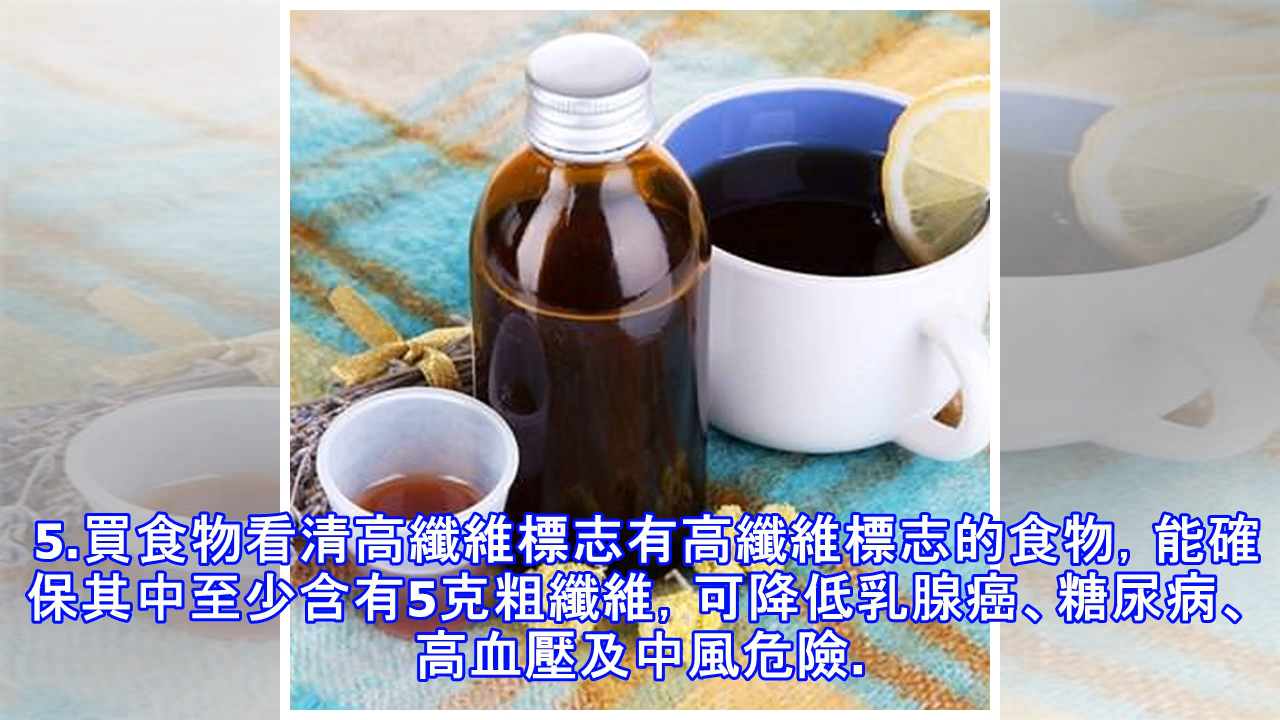 5.買食物看清高纖維標志有高纖維標志的食物, 能確
保其中至少含有5克粗纖維, 可降低乳腺癌、糖尿病、
高血壓及中風危險.